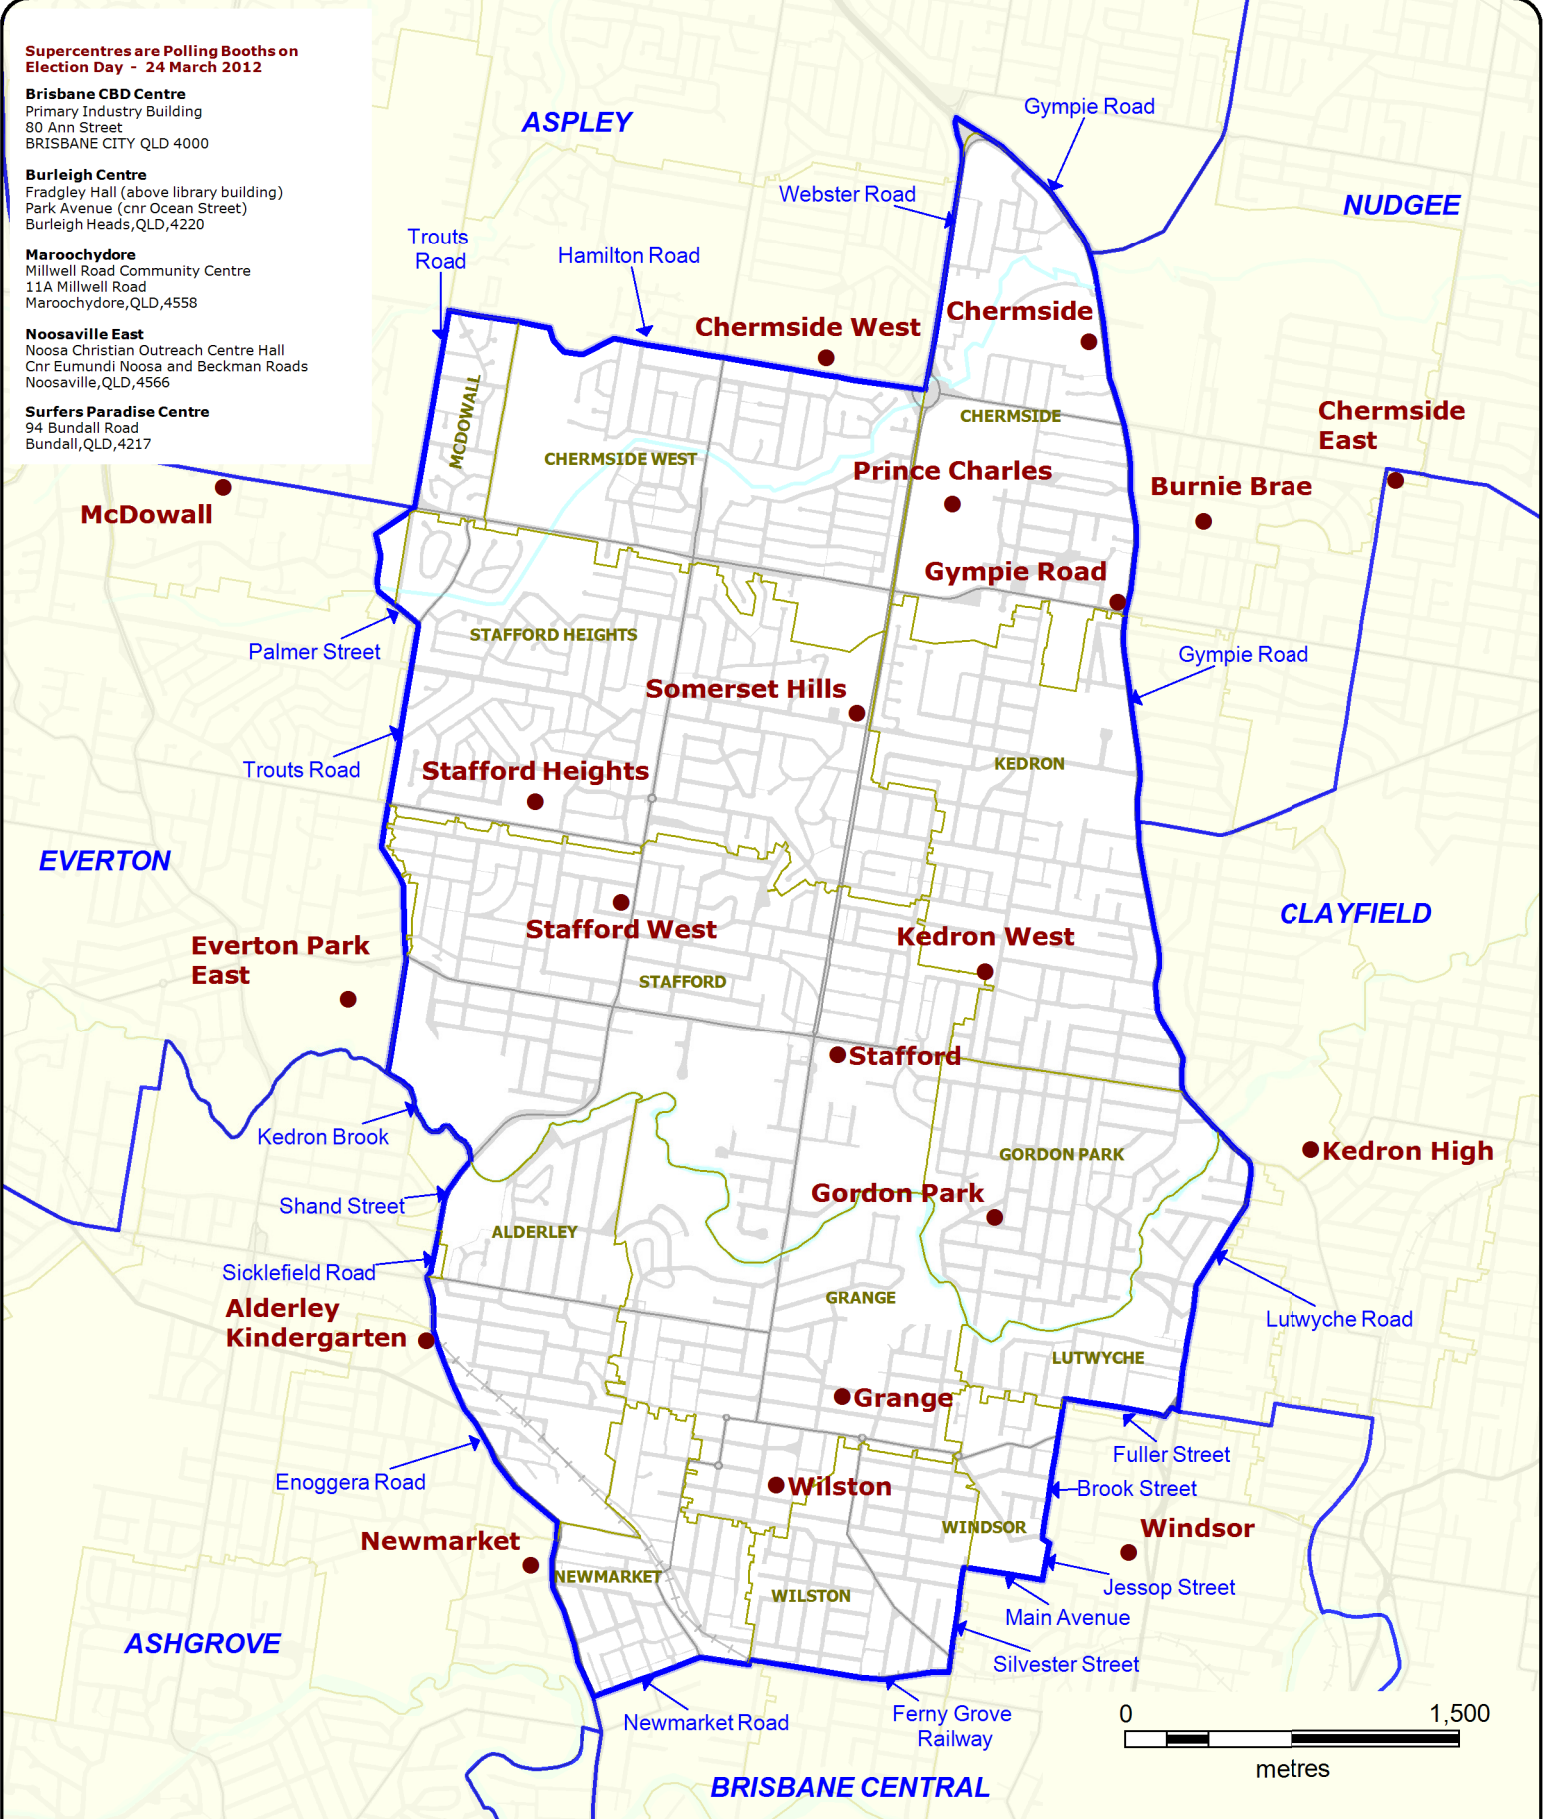 Supercentres are Polling Booths on
Election Day - 24 March 2012
Brisbane CBD Centre
Primary Industry Building
80 Ann Street
BRISBANE CITY QLD 4000
Burleigh Centre
Fradgley Hall (above library building)
Park Avenue (cnr Ocean Street)
Burleigh Heads,QLD,4220
Maroochydore
Millwell Road Community Centre
11A Millwell Road
Maroochydore,QLD,4558
Noosaville East
Noosa Christian Outreach Centre Hall
Cnr Eumundi Noosa and Beckman Roads
Noosaville,QLD,4566
Surfers Paradise Centre
94 Bundall Road
Bundall,QLD,4217
ASPLEY
Gympie Road
Webster Road
NUDGEE
Trouts
Road
Hamilton Road
Chermside West
Chermside
MCDOWALL
CHERMSIDE
Chermside
East
CHERMSIDE WEST
Prince Charles
Burnie Brae
McDowall
Gympie Road
STAFFORD HEIGHTS
Palmer Street
Gympie Road
Somerset Hills
Trouts Road
Stafford Heights
KEDRON
EVERTON
CLAYFIELD
Stafford West
Kedron West
Everton Park
East
STAFFORD
Stafford
Kedron Brook
GORDON PARK
Kedron High
Gordon Park
Shand Street
ALDERLEY
Sicklefield Road
GRANGE
Alderley
Kindergarten
Lutwyche Road
LUTWYCHE
Grange
Fuller Street
Enoggera Road
Wilston
Brook Street
WINDSOR
Windsor
Newmarket
NEWMARKET
Jessop Street
WILSTON
Main Avenue
ASHGROVE
Silvester Street
Newmarket Road
Ferny Grove
Railway
0 1,500
metres
BRISBANE CENTRAL